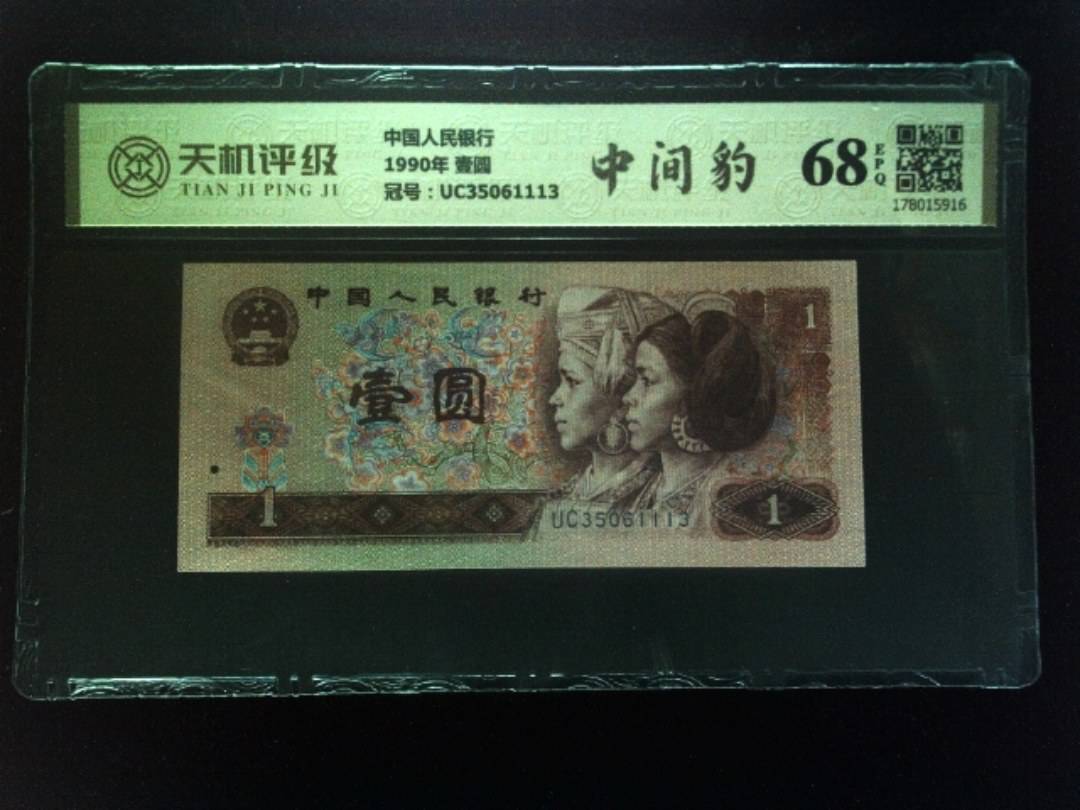 天机评级
TIAN JI PING JI
中国人民银行
1990年 壹圆
冠号：UC35061113
中间豹
68
EPQ
178015916
中国人民银行
1
壹圆
1
UC35061113
1